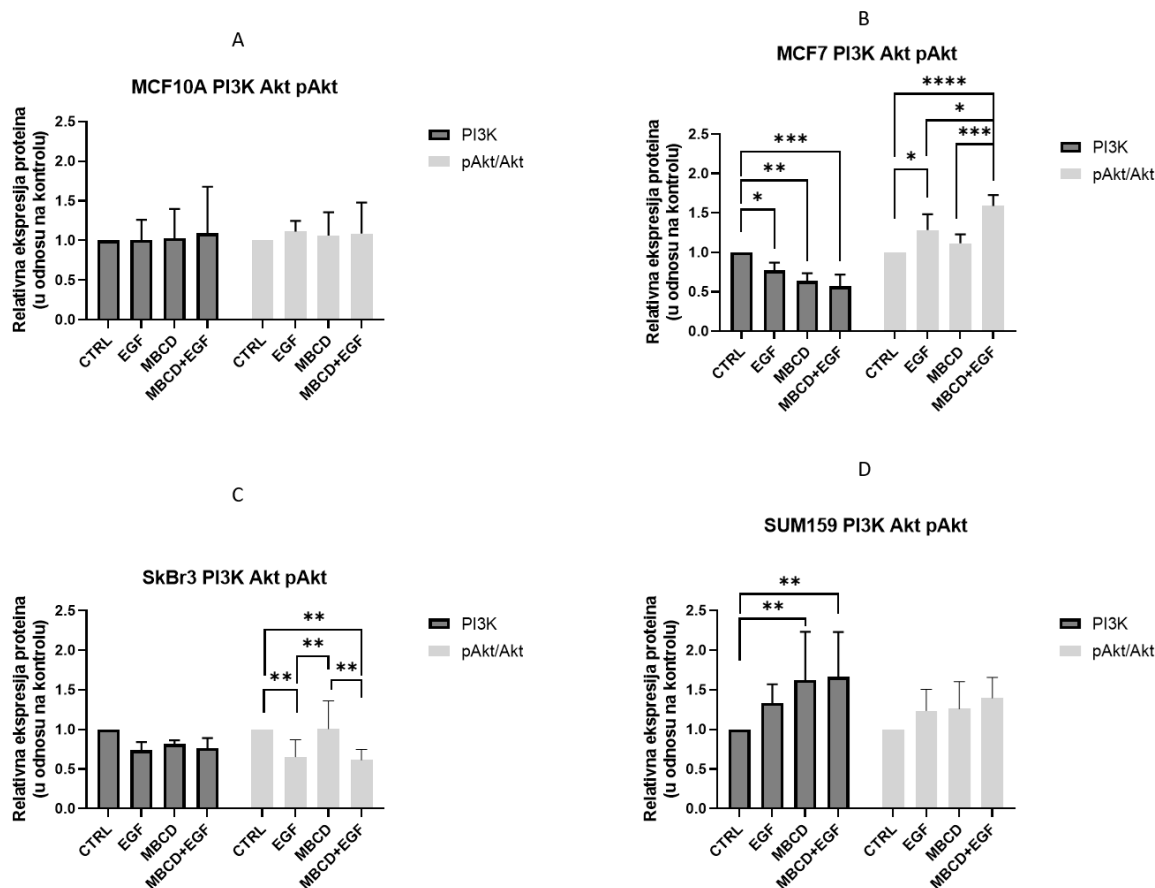 A
MCF10A PI3K Akt pAkt
Relativna ekspresija proteina
(u odnosu na kontrolu)
2.5
2.0
1.5
1.0
0.5
0.0
CTRL
EGF
MBCD
MBCD+EGF
CTRL
EGF
MBCD
MBCD+EGF
PI3K
pAkt/Akt
B
MCF7 PI3K Akt pAkt
Relativna ekspresija proteina
(u odnosu na kontrolu)
2.5
2.0
1.5
1.0
0.5
0.0
***
**
*
****
*
***
*
CTRL
EGF
MBCD
MBCD+EGF
CTRL
EGF
MBCD
MBCD+EGF
PI3K
pAkt/Akt
C
SkBr3 PI3K Akt pAkt
Relativna ekspresija proteina
(u odnosu na kontrolu)
2.5
2.0
1.5
1.0
0.5
0.0
**
**
**
**
CTRL
EGF
MBCD
MBCD+EGF
CTRL
EGF
MBCD
MBCD+EGF
PI3K
pAkt/Akt
D
SUM159 PI3K Akt pAkt
Relativna ekspresija proteina
(u odnosu na kontrolu)
2.5
2.0
1.5
1.0
0.5
0.0
**
**
CTRL
EGF
MBCD
MBCD+EGF
CTRL
EGF
MBCD
MBCD+EGF
PI3K
pAkt/Akt